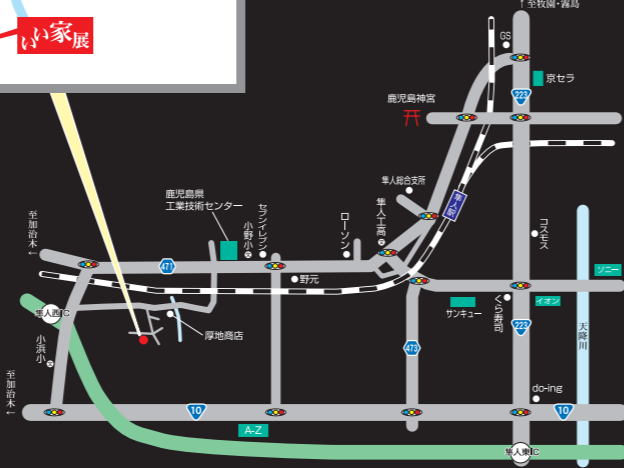 ↑至牧園・霧島
いい家展
GS
京セラ
223
鹿児島神宮
隼人総合支所
隼人駅
鹿児島県
工業技術センター
セブンイレブン
小野小
ローソン
隼人工高
至加治木
←
コスモス
471
野元
ソニー
サンキュー
くら寿司
イオン
隼人西IC
厚地商店
223
天降川
小浜小
473
至加治木
←
do-ing
10
10
A-Z
隼人東IC